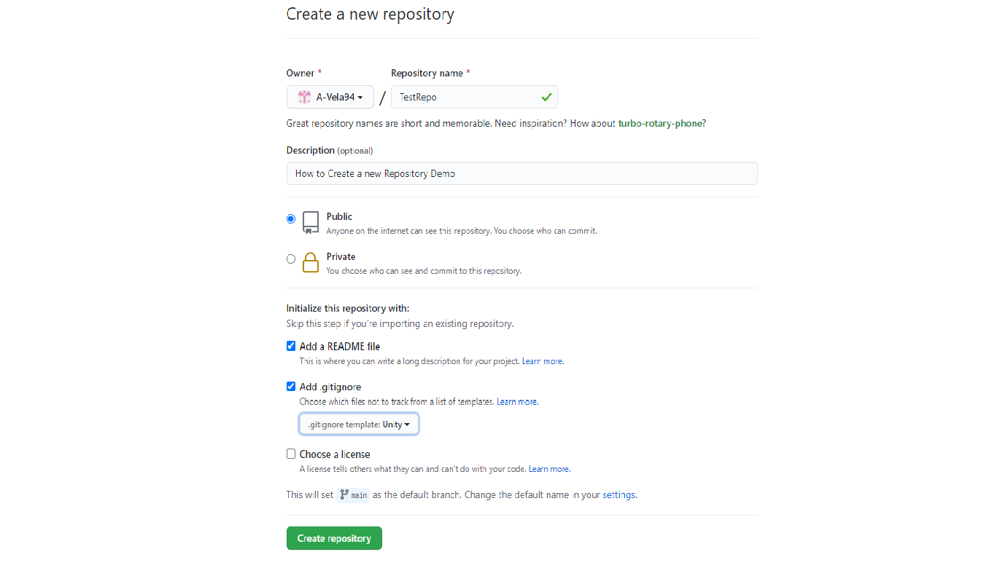 Create a new repository
Owner * Repository name *
A-Vela94 / TestRepo
Great repository names are short and memorable. Need inspiration? How about turbo-rotary-phone?
Description (optional)
How to Create a new Repository Demo
Public
Anyone on the internet can see this repository. You choose who can commit.
Private
You choose who can see and commit to this repository.
Initialize this repository with:
Skip this step if you're importing an existing repository.
Add a README file
This is where you can write a long description for your project. Learn more.
Add .gitignore
Choose which files not to track from a list of templates. Learn more.
.gitignore template: Unity
Choose a license
A license tells others what they can and can't do with your code. Learn more.
This will set main as the default branch. Change the default name in your settings.
Create repository